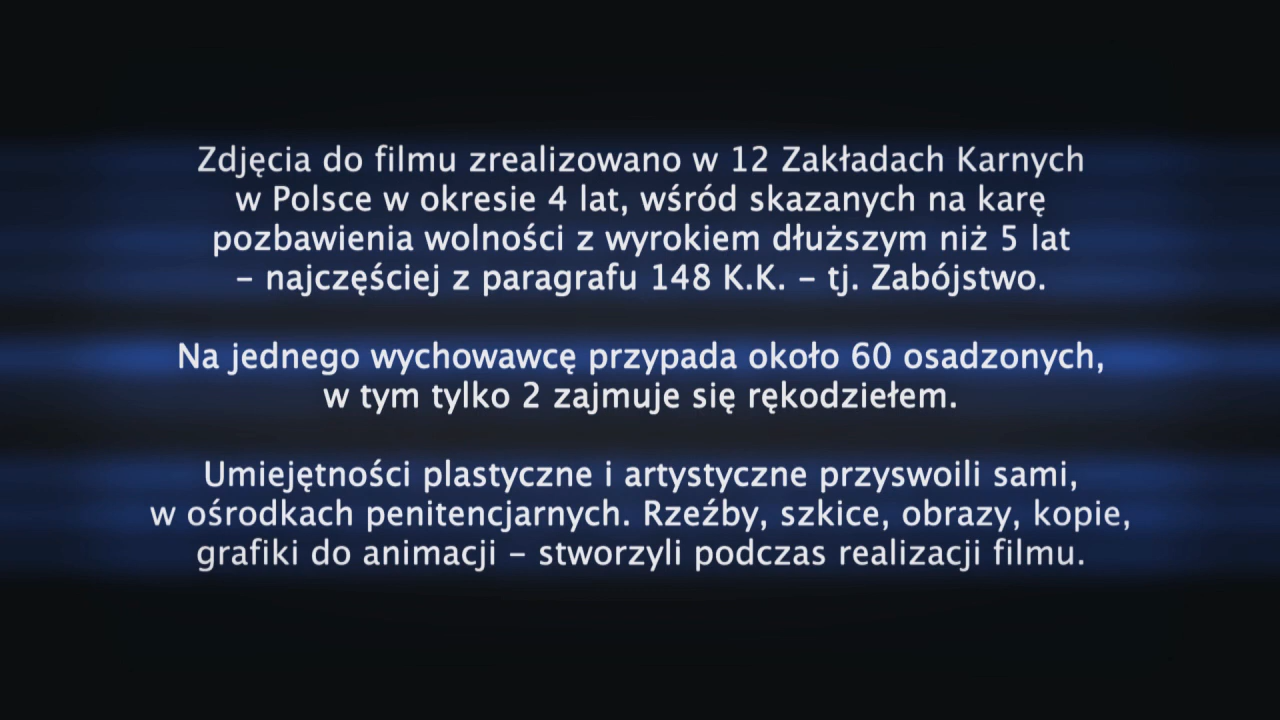 Zdjęcia do filmu zrealizowano w 12 Zakładach Karnych
w Polsce w okresie 4 lat, wśród skazanych na karę
pozbawienia wolności z wyrokiem dłuższym niż 5 lat
– najczęściej z paragrafu 148 K.K. – tj. Zabójstwo.
Na jednego wychowawcę przypada około 60 osadzonych,
w tym tylko 2 zajmuje się rękodziełem.
Umiejętności plastyczne i artystyczne przyswoili sami,
w ośrodkach penitencjarnych. Rzeźby, szkice, obrazy, kopie,
grafiki do animacji – stworzyli podczas realizacji filmu.